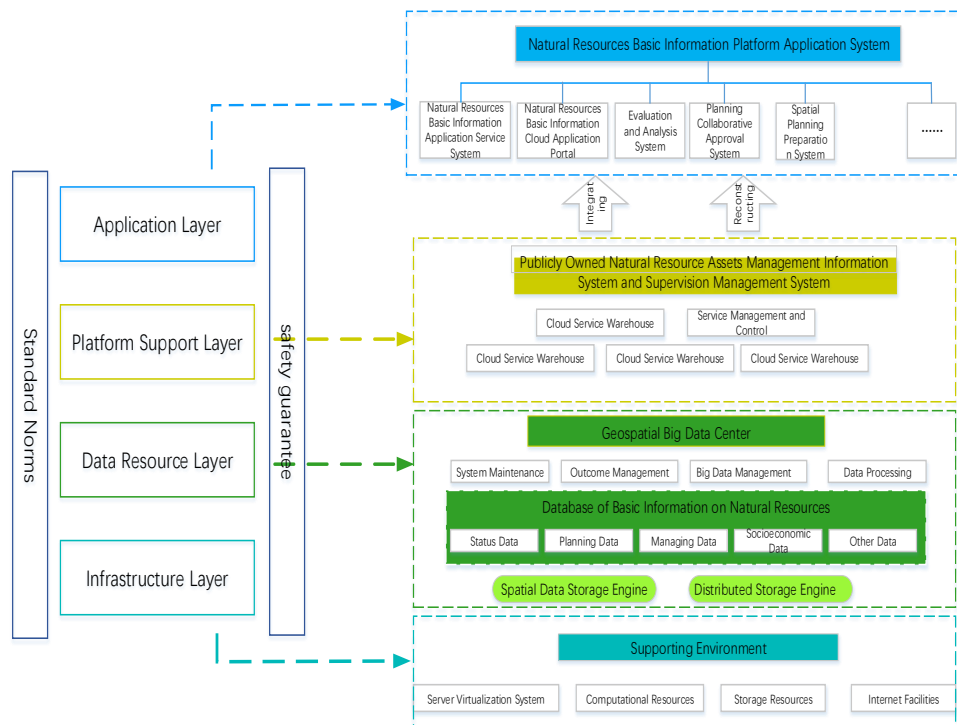 Natural Resources Basic Information Platform Application System
Natural Resources
Basic Information
Application Service
System
Natural Resources
Basic Information
Cloud Application
Portal
Evaluation
and Analysis
System
Planning
Collaborative
Approval
System
Spatial
Planning
Preparatio
n System
......
Integrat
ing
Reconst
ructing
Standard Norms
safety guarantee
Application Layer
Platform Support Layer
Data Resource Layer
Infrastructure Layer
Publicly Owned Natural Resource Assets Management Information
System and Supervision Management System
Cloud Service Warehouse
Service Management and
Control
Cloud Service Warehouse
Cloud Service Warehouse
Cloud Service Warehouse
Geospatial Big Data Center
System Maintenance
Outcome Management
Big Data Management
Data Processing
Database of Basic Information on Natural Resources
Status Data
Planning Data
Managing Data
Socioeconomic
Data
Other Data
Spatial Data Storage Engine
Distributed Storage Engine
Supporting Environment
Server Virtualization System
Computational Resources
Storage Resources
Internet Facilities